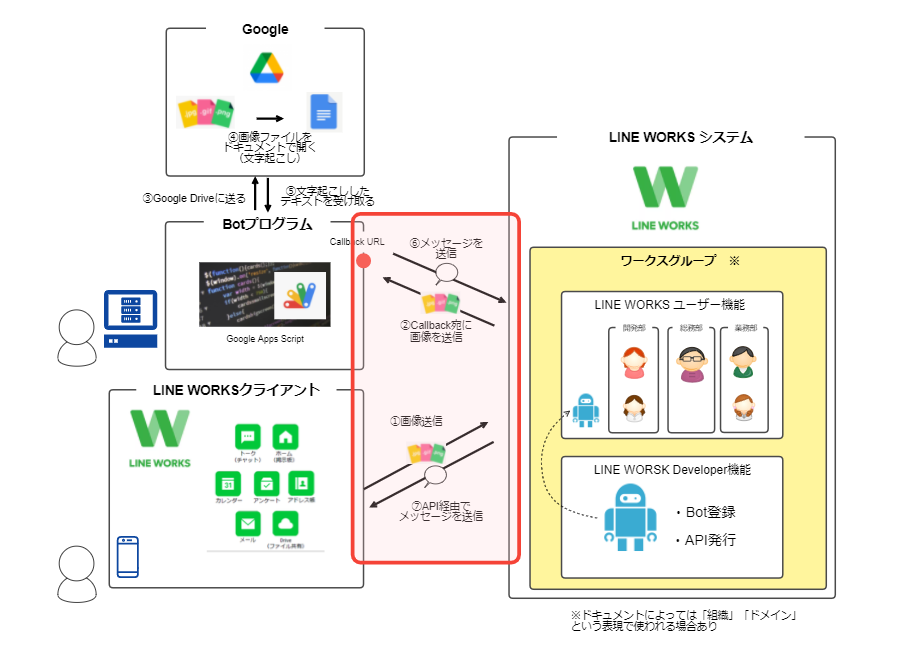 Google
④画像ファイルを
ドキュメントで開く
（文字起こし）
③Google Driveに送る
⑤文字起こしした
テキストを受け取る
Botプログラム
Callback URL
Google Apps Script
⑥メッセージを
送信
②Callback宛に
画像を送信
LINE WORKSクライアント
LINE WORKS
トーク
（チャット）
ホーム
（掲示板）
カレンダー
アンケート
アドレス帳
メール
Drive
（ファイル共有）
①画像送信
⑦API経由で
メッセージを送信
LINE WORKS システム
LINE WORKS
ワークスグループ　※
LINE WORKS ユーザー機能
開発部
総務部
業務部
LINE WORSK Developer機能
・Bot登録
・API発行
※ドキュメントによっては「組織」「ドメイン」
という表現で使われる場合あり